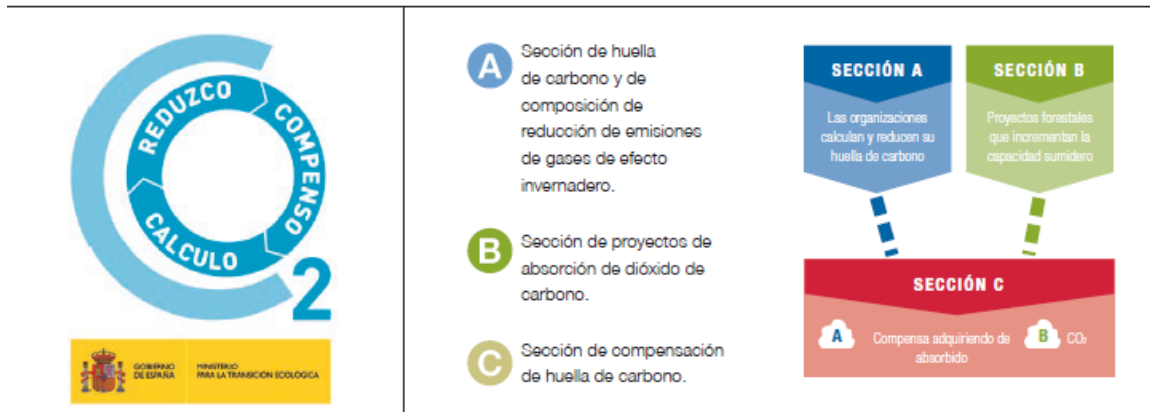 CALCULO
REDUZCO
COMPENSO
2
GOBIERNO
DE ESPAÑA
MINISTERIO
PARA LA TRANSICIÓN ECOLÓGICA
A
Sección de huella
de carbono y de
composición de
reducción de emisiones
de gases de efecto
invernadero.
B
Sección de proyectos de
absorción de dióxido de
carbono.
C
Sección de compensación
de huella de carbono.
SECCIÓN A
Las organizaciones
calculan y reducen su
huella de carbono
SECCIÓN B
Proyectos forestales
que incrementan la
capacidad sumidero
SECCIÓN C
A Compensa adquiriendo de B CO₂
absorbido